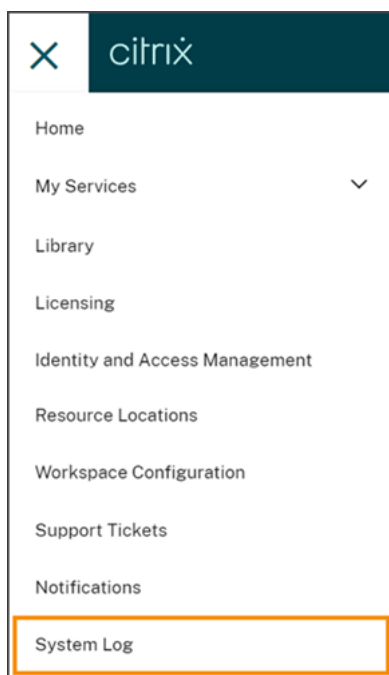 citrix
Home
My Services
Library
Licensing
Identity and Access Management
Resource Locations
Workspace Configuration
Support Tickets
Notifications
System Log